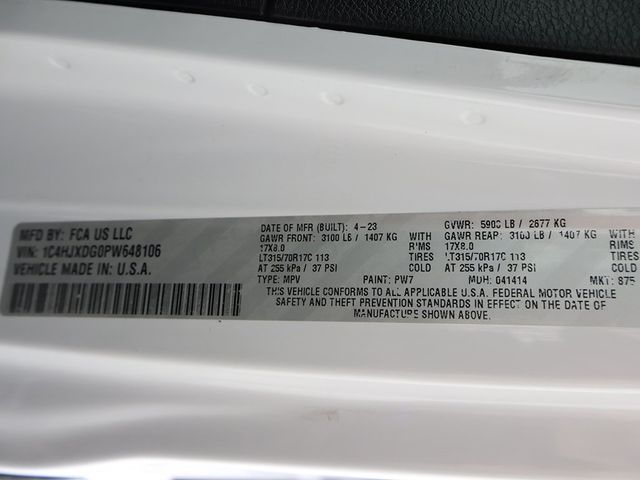 MFD BY: FCA US LLC
VIN: 1C4HJXDG0PW648106
VEHICLE MADE IN: U.S.A.
DATE OF MFR (BUILT): 4-23 GVWR: 5900 LB / 2677 KG
GAWR FRONT: 3100 LB / 1407 KG WITH GAWR REAR: 3100 LB / 1407 KG WITH
17X8.0 RIMS 17X8.0 RIMS
LT315/70R17C 113 TIRES LT315/70R17C 113 TIRES
AT 255 kPa / 37 PSI COLD AT 255 kPa / 37 PSI COLD
TYPE: MPV PAINT: PW7 MDH: 041414 MKT: 875
THIS VEHICLE CONFORMS TO ALL APPLICABLE U.S.A. FEDERAL MOTOR VEHICLE
SAFETY AND THEFT PREVENTION STANDARDS IN EFFECT ON THE DATE OF
MANUFACTURE SHOWN ABOVE.